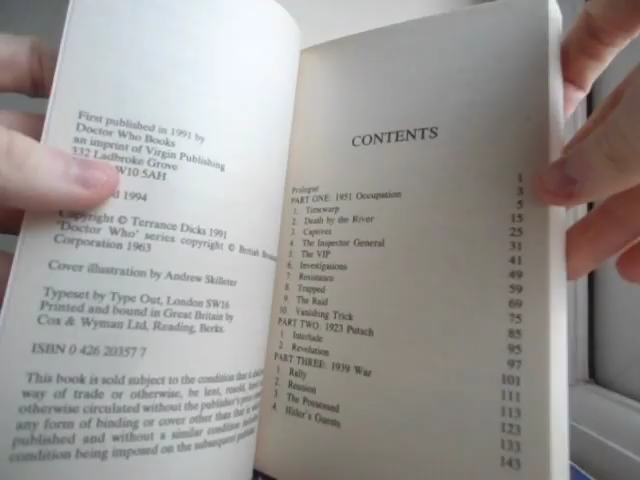 First published in 1991 by
Doctor Who Books
an imprint of Virgin Publishing
332 Ladbroke Grove
W10 5AH
1994
Copyright © Terrance Dicks 1991
'Doctor Who' series copyright © British
Corporation 1963
Cover illustration by Andrew Skilleter
Typeset by Type Out, London SW16
Printed and bound in Great Britain by
Cox & Wyman Ltd, Reading, Berks.
ISBN 0 426 20357 7
This book is sold subject to the condition that it
way of trade or otherwise, be lent, resold,
otherwise circulated without the publisher's prior
any form of binding or cover other than that in
published and without a similar condition
condition being imposed on the subsequent
CONTENTS
Prologue 1
PART ONE: 1951 Occupation 3
1. Timewarp 5
2. Death by the River 15
3. Captives 25
4. The Inspector General 31
5. The VIP 41
6. Investigations 49
7. Resistance 59
8. Trapped 69
9. The Raid 75
10. Vanishing Trick 85
PART TWO: 1923 Putsch 95
1. Interlude 97
2. Revolution 101
PART THREE: 1939 War 111
1. Rally 113
2. Reunion 123
3. The Possessed 133
4. Hitler's Guests 143